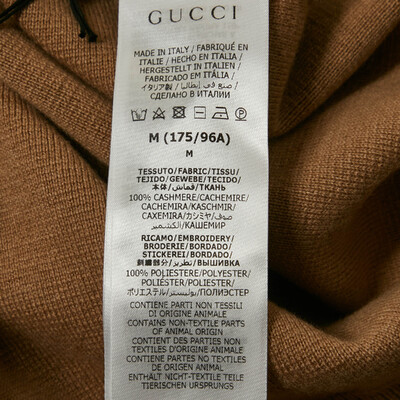 GUCCI
MADE IN ITALY / FABRIQUÉ EN
ITALIE / HECHO EN ITALIA /
HERGESTELLT IN ITALIEN /
FABRICADO EM ITÁLIA /
イタリア製 / صنع في إيطاليا /
СДЕЛАНО В ИТАЛИИ
M (175/96A)
M
TESSUTO/FABRIC/TISSU/
TEJIDO/GEWEBE/TECIDO/
本体/قماش/ТКАНЬ
100% CASHMERE/CACHEMIRE/
CACHEMIRA/KASCHMIR/
CAXEMIRA/カシミヤ/صوف
الكشمير/КАШЕМИР
RICAMO/EMBROIDERY/
BRODERIE/BORDADO/
STICKEREI/BORDADO/
刺繍部分/تطريز/ВЫШИВКА
100% POLIESTERE/POLYESTER/
POLIÉSTER/POLIÉSTER/
ポリエステル/بوليستر/ПОЛИЭСТЕР
CONTIENE PARTI NON TESSILI
DI ORIGINE ANIMALE
CONTAINS NON-TEXTILE PARTS
OF ANIMAL ORIGIN
CONTIENT DES PARTIES NON
TEXTILES D'ORIGINE ANIMALE
CONTIENE PARTES NO TEXTILES
DE ORIGEN ANIMAL
ENTHÄLT NICHT-TEXTILE TEILE
TIERISCHEN URSPRUNGS